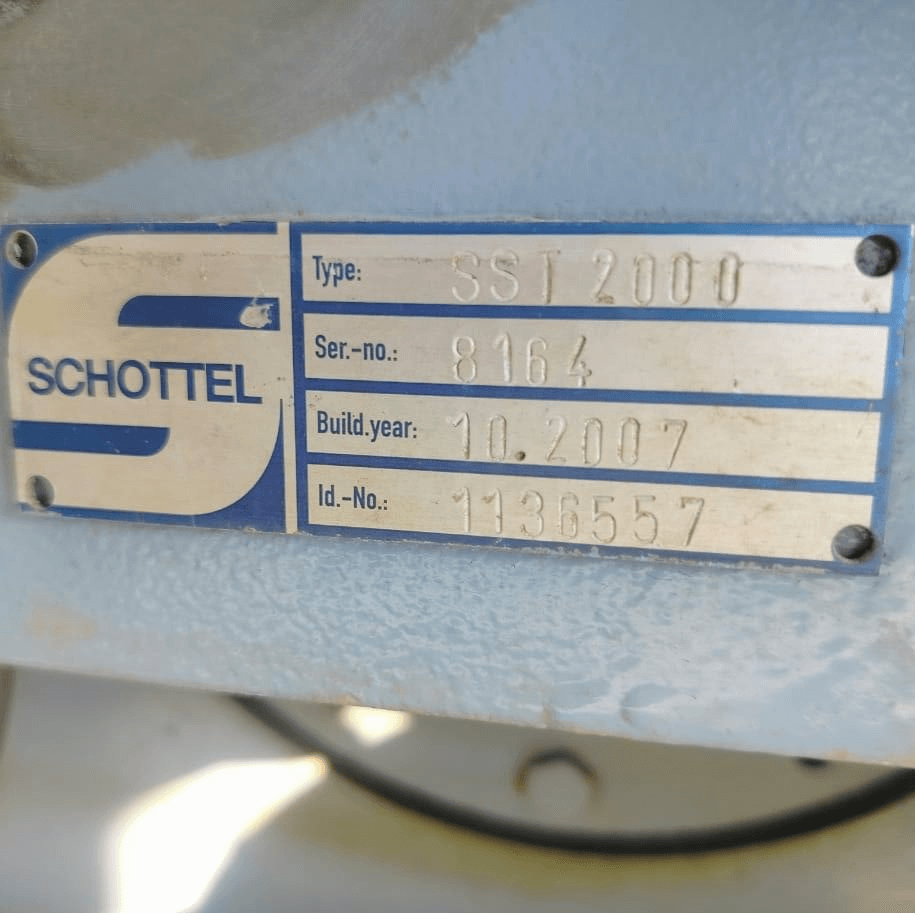 SCHOTTEL
Type: SST 2000
Ser.-no.: 8164
Build.year: 10.2007
Id.-No.: 1136557